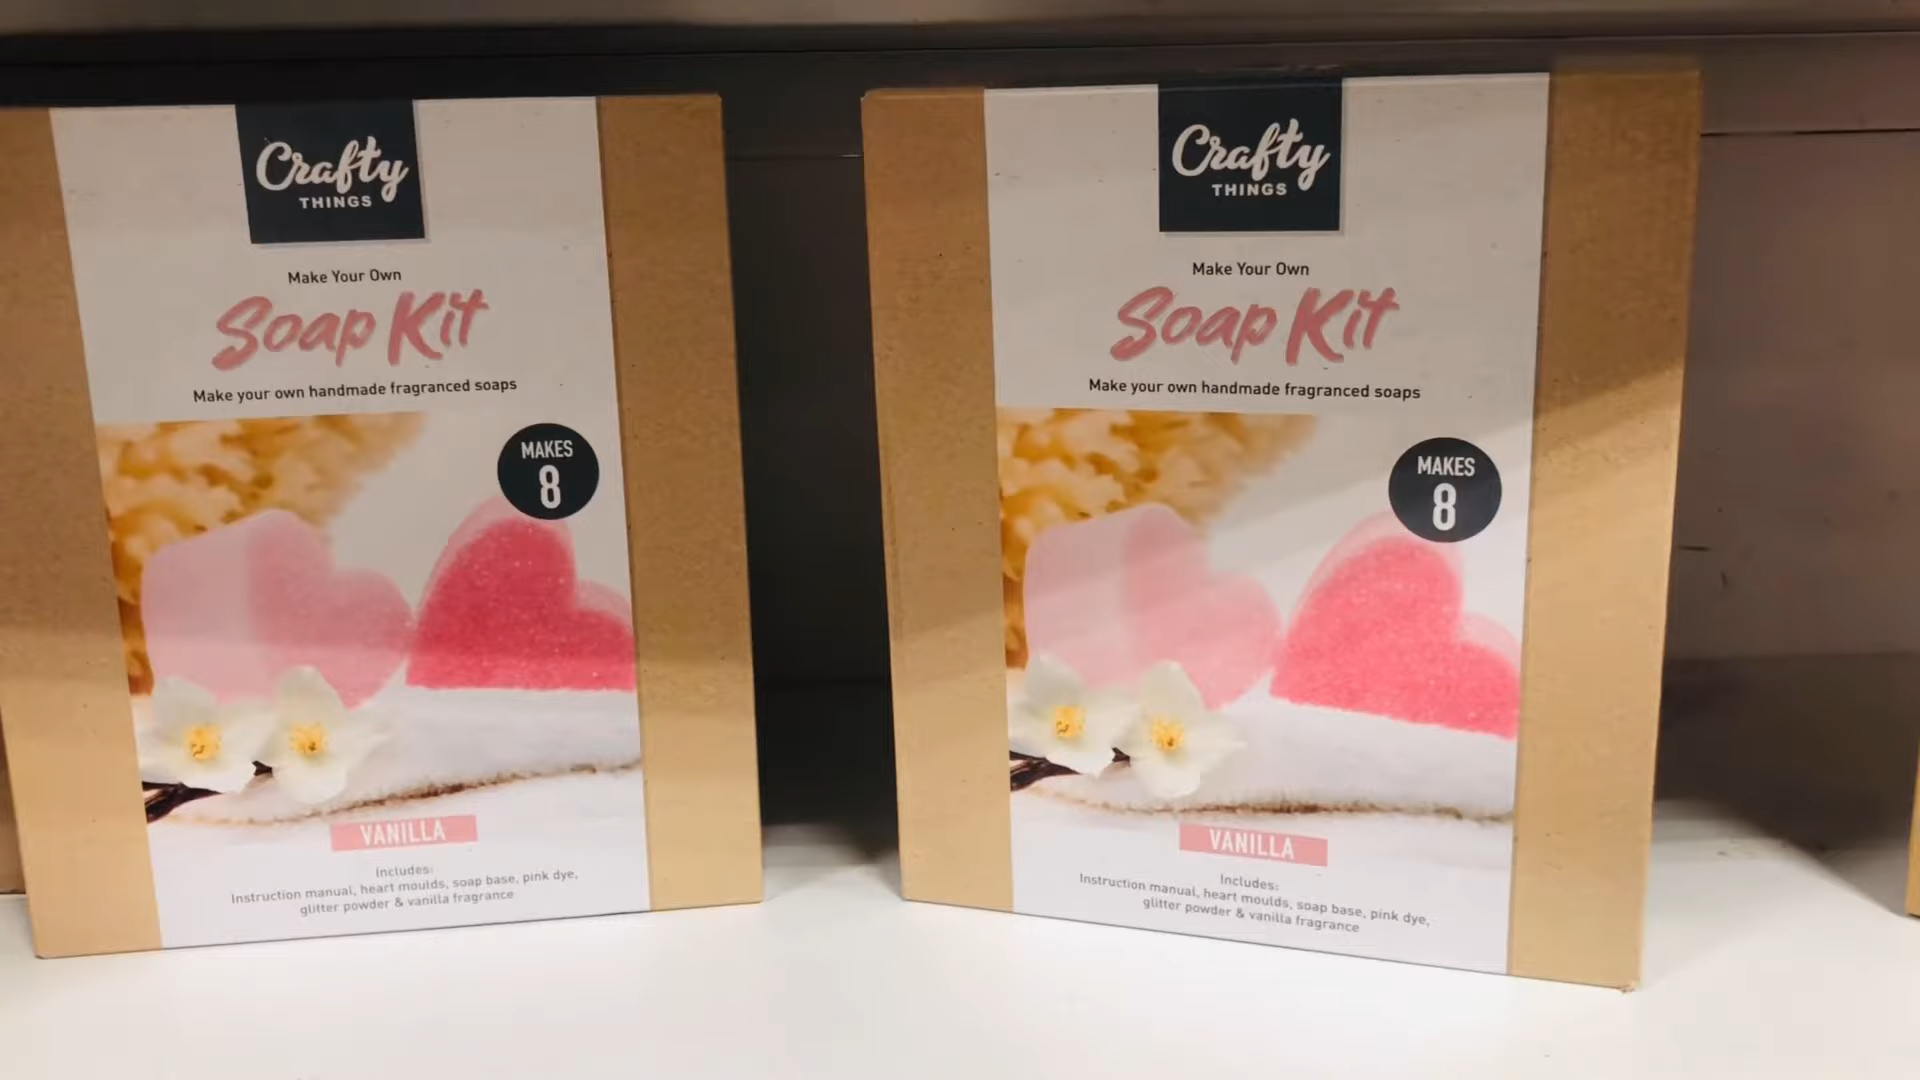 Crafty
THINGS
Make Your Own
Soap Kit
Make your own handmade fragranced soaps
MAKES
8
VANILLA
Includes:
Instruction manual, heart moulds, soap base, pink dye,
glitter powder & vanilla fragrance
Crafty
THINGS
Make Your Own
Soap Kit
Make your own handmade fragranced soaps
MAKES
8
VANILLA
Includes:
Instruction manual, heart moulds, soap base, pink dye,
glitter powder & vanilla fragrance